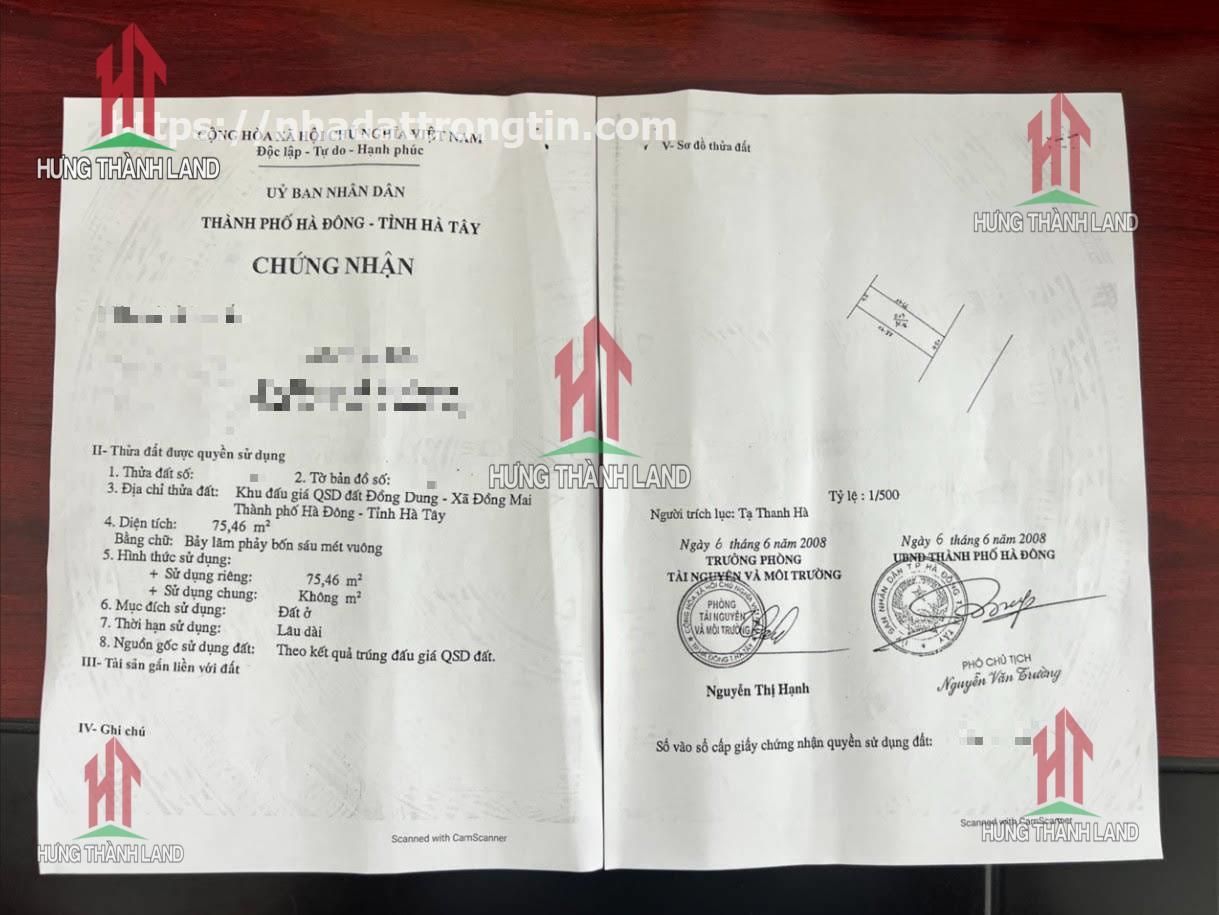 https://nhadattrongtin.com
HƯNG THÀNH LAND
CỘNG HÒA XÃ HỘI CHỦ NGHĨA VIỆT NAM
Độc lập - Tự do - Hạnh phúc
UỶ BAN NHÂN DÂN
THÀNH PHỐ HÀ ĐÔNG - TỈNH HÀ TÂY
CHỨNG NHẬN
II- Thửa đất được quyền sử dụng
1. Thửa đất số: 2. Tờ bản đồ số:
3. Địa chỉ thửa đất: Khu đấu giá QSD đất Đồng Dung - Xã Đồng Mai
Thành phố Hà Đông - Tỉnh Hà Tây
4. Diện tích: 75,46 m²
Bằng chữ: Bảy lăm phảy bốn sáu mét vuông
5. Hình thức sử dụng:
+ Sử dụng riêng: 75,46 m²
+ Sử dụng chung: Không m²
6. Mục đích sử dụng: Đất ở
7. Thời hạn sử dụng: Lâu dài
8. Nguồn gốc sử dụng đất: Theo kết quả trúng đấu giá QSD đất.
III- Tài sản gắn liền với đất
IV- Ghi chú
HƯNG THÀNH LAND
Scanned with CamScanner
V- Sơ đồ thửa đất
HƯNG THÀNH LAND
HƯNG THÀNH LAND
Tỷ lệ : 1/500
Người trích lục: Tạ Thanh Hà
Ngày 6 tháng 6 năm 2008
TRƯỞNG PHÒNG
TÀI NGUYÊN VÀ MÔI TRƯỜNG
PHÒNG
TÀI NGUYÊN
VÀ MÔI TRƯỜNG
Nguyễn Thị Hạnh
Ngày 6 tháng 6 năm 2008
UBND THÀNH PHỐ HÀ ĐÔNG
PHÓ CHỦ TỊCH
Nguyễn Văn Trường
Số vào sổ cấp giấy chứng nhận quyền sử dụng đất:
Scanned with CamScanner
HƯNG THÀNH LAND